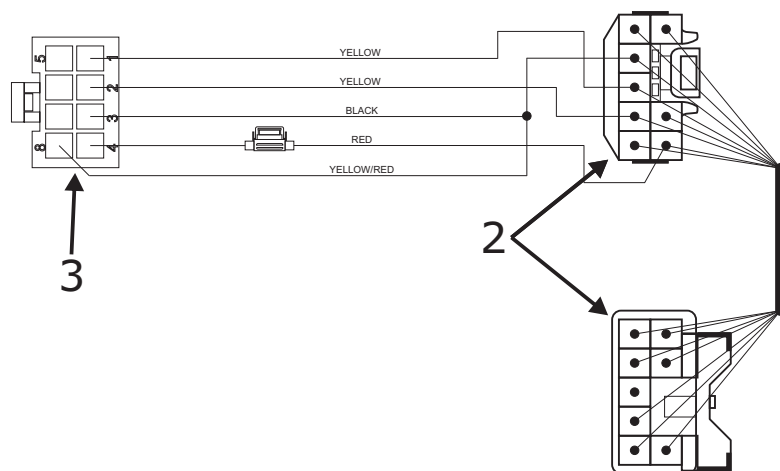 YELLOW
5 1
YELLOW
2
BLACK
3
RED
8 4
YELLOW/RED
2
3